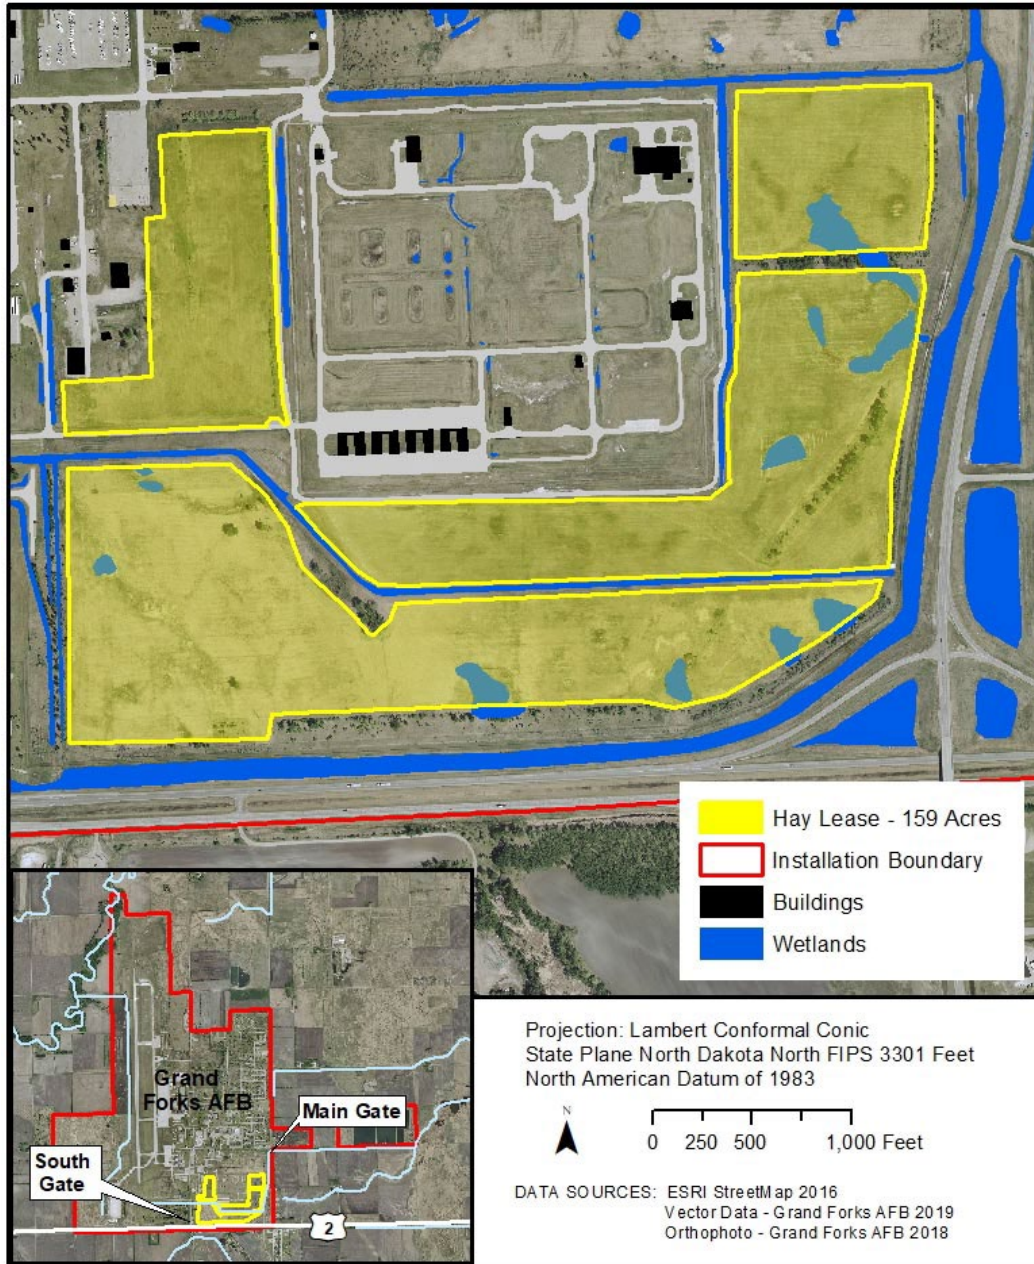 Hay Lease - 159 Acres
Installation Boundary
Buildings
Wetlands
Grand
Forks AFB
Main Gate
South
Gate
2
Projection: Lambert Conformal Conic
State Plane North Dakota North FIPS 3301 Feet
North American Datum of 1983
N
0 250 500 1,000 Feet
DATA SOURCES: ESRI StreetMap 2016
Vector Data - Grand Forks AFB 2019
Orthophoto - Grand Forks AFB 2018